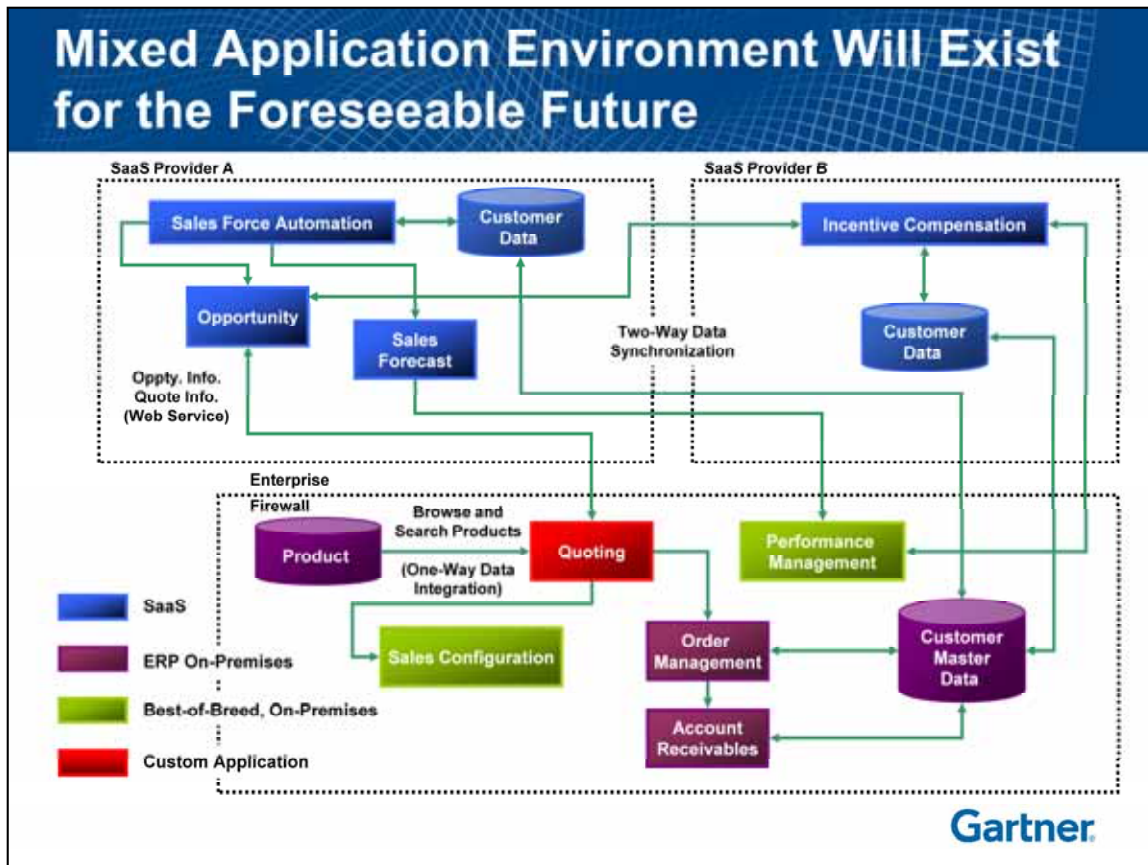 Mixed Application Environment Will Exist
for the Foreseeable Future
SaaS Provider A
SaaS Provider B
Sales Force Automation
Customer
Data
Incentive Compensation
Opportunity
Sales
Forecast
Two-Way Data
Synchronization
Customer
Data
Oppty. Info.
Quote Info.
(Web Service)
Enterprise
Firewall
Browse and
Search Products
Product
Quoting
Performance
Management
(One-Way Data
Integration)
SaaS
ERP On-Premises
Best-of-Breed, On-Premises
Custom Application
Sales Configuration
Order
Management
Customer
Master
Data
Account
Receivables
Gartner